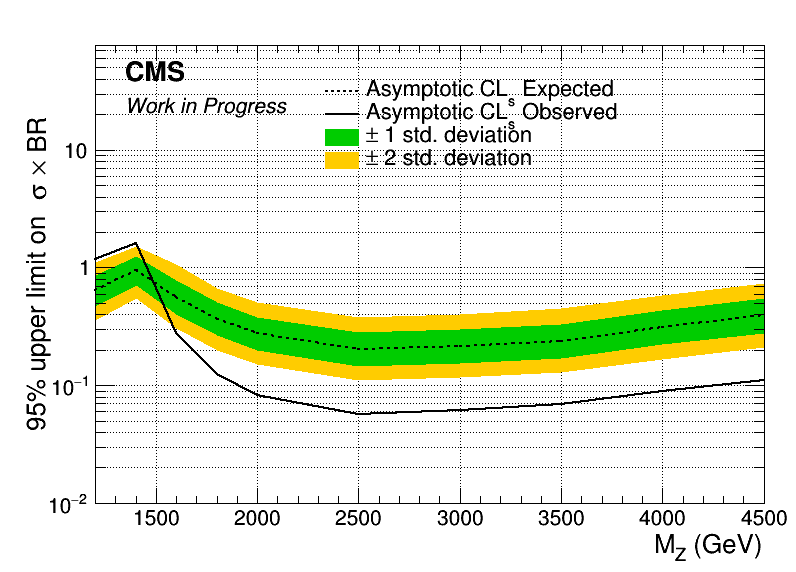 CMS
Work in Progress
Asymptotic CLs Expected
Asymptotic CLs Observed
± 1 std. deviation
± 2 std. deviation
95% upper limit on σ × BR
10
1
10⁻¹
10⁻²
1500 2000 2500 3000 3500 4000 4500
M_Z (GeV)